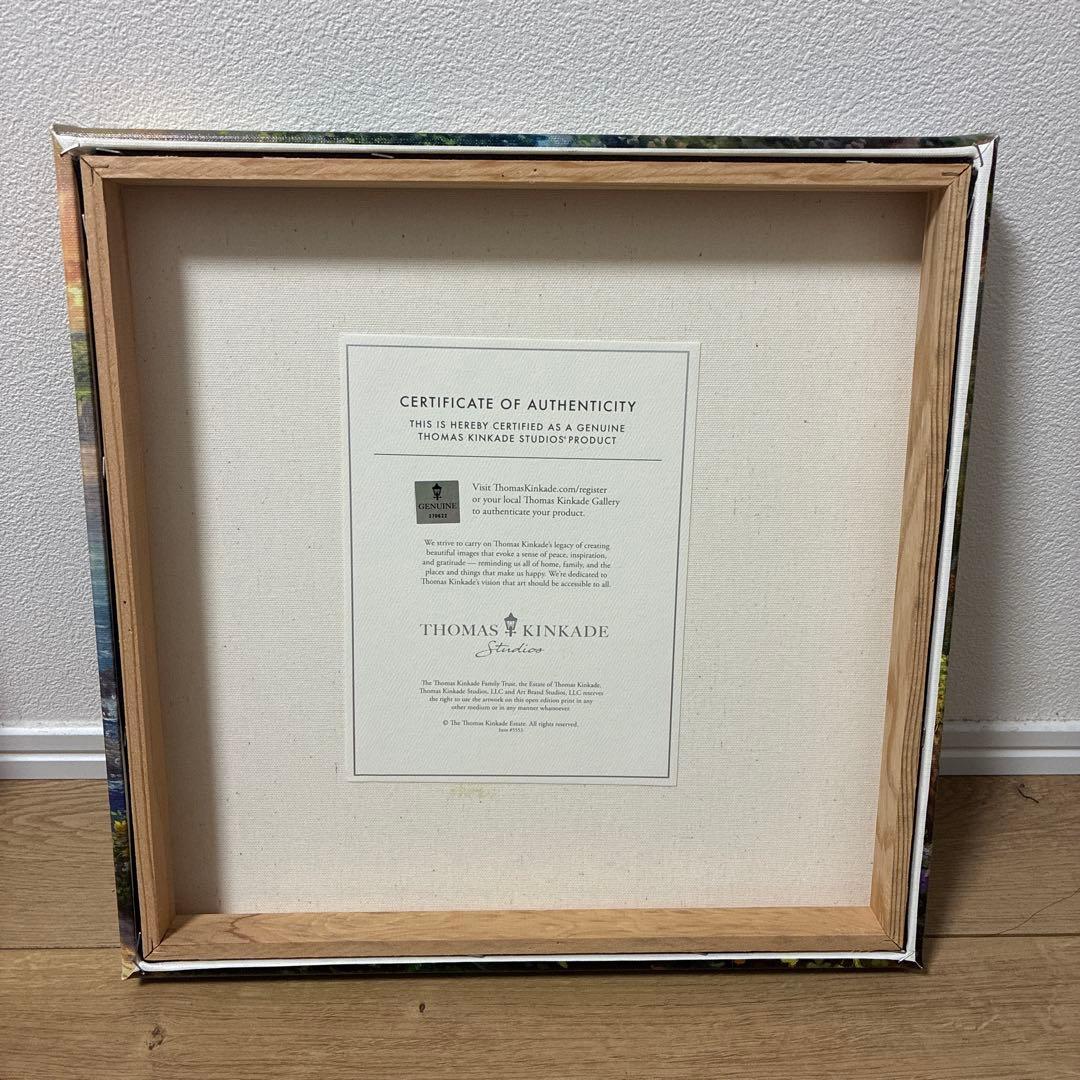 CERTIFICATE OF AUTHENTICITY
THIS IS HEREBY CERTIFIED AS A GENUINE
THOMAS KINKADE STUDIOS® PRODUCT
GENUINE
270622
Visit ThomasKinkade.com/register
or your local Thomas Kinkade Gallery
to authenticate your product.
We strive to carry on Thomas Kinkade's legacy of creating
beautiful images that evoke a sense of peace, inspiration,
and gratitude — reminding us all of home, family, and the
places and things that make us happy. We're dedicated to
Thomas Kinkade's vision that art should be accessible to all.
THOMAS KINKADE
Studios
The Thomas Kinkade Family Trust, the Estate of Thomas Kinkade,
Thomas Kinkade Studios, LLC and Art Brand Studios, LLC reserves
the right to use the artwork on this open edition print in any
other medium or in any manner whatsoever.
© The Thomas Kinkade Estate. All rights reserved.
Item #5553